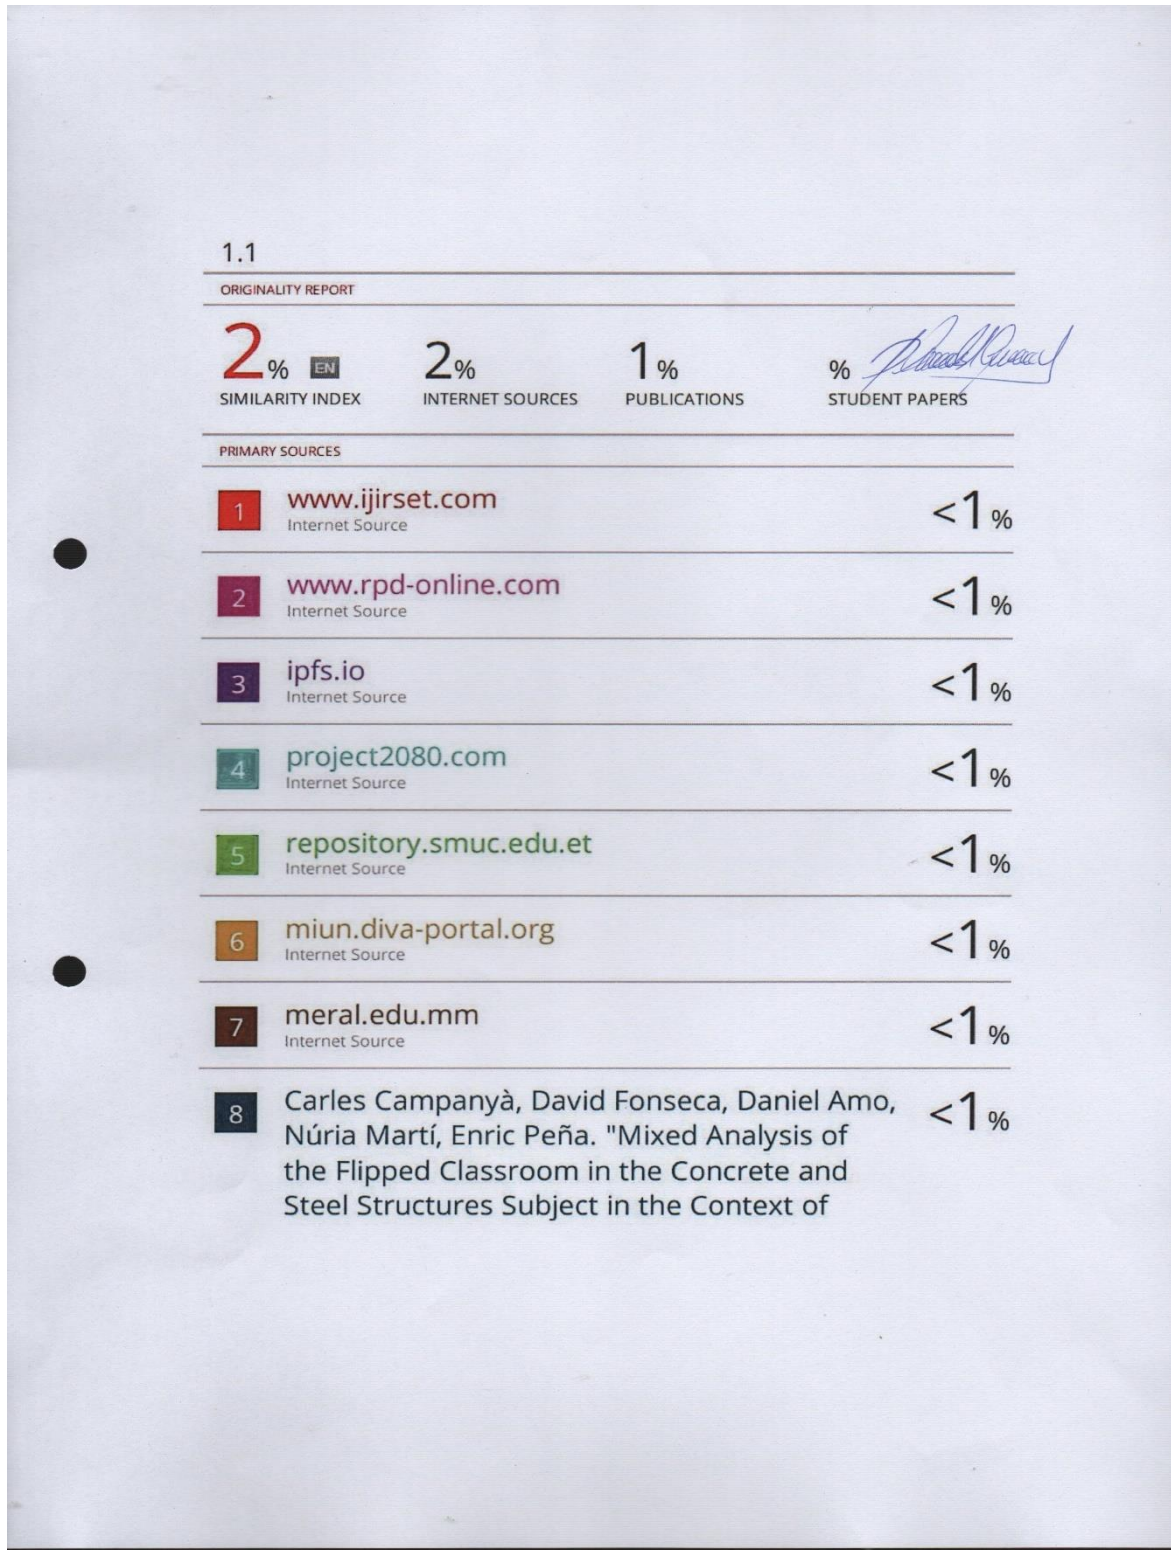 1.1
ORIGINALITY REPORT
2% EN 2% 1% %
SIMILARITY INDEX INTERNET SOURCES PUBLICATIONS STUDENT PAPERS
PRIMARY SOURCES
1 www.ijirset.com <1%
Internet Source
2 www.rpd-online.com <1%
Internet Source
3 ipfs.io <1%
Internet Source
4 project2080.com <1%
Internet Source
5 repository.smuc.edu.et <1%
Internet Source
6 miun.diva-portal.org <1%
Internet Source
7 meral.edu.mm <1%
Internet Source
8 Carles Campanyà, David Fonseca, Daniel Amo, <1%
Núria Martí, Enric Peña. "Mixed Analysis of
the Flipped Classroom in the Concrete and
Steel Structures Subject in the Context of